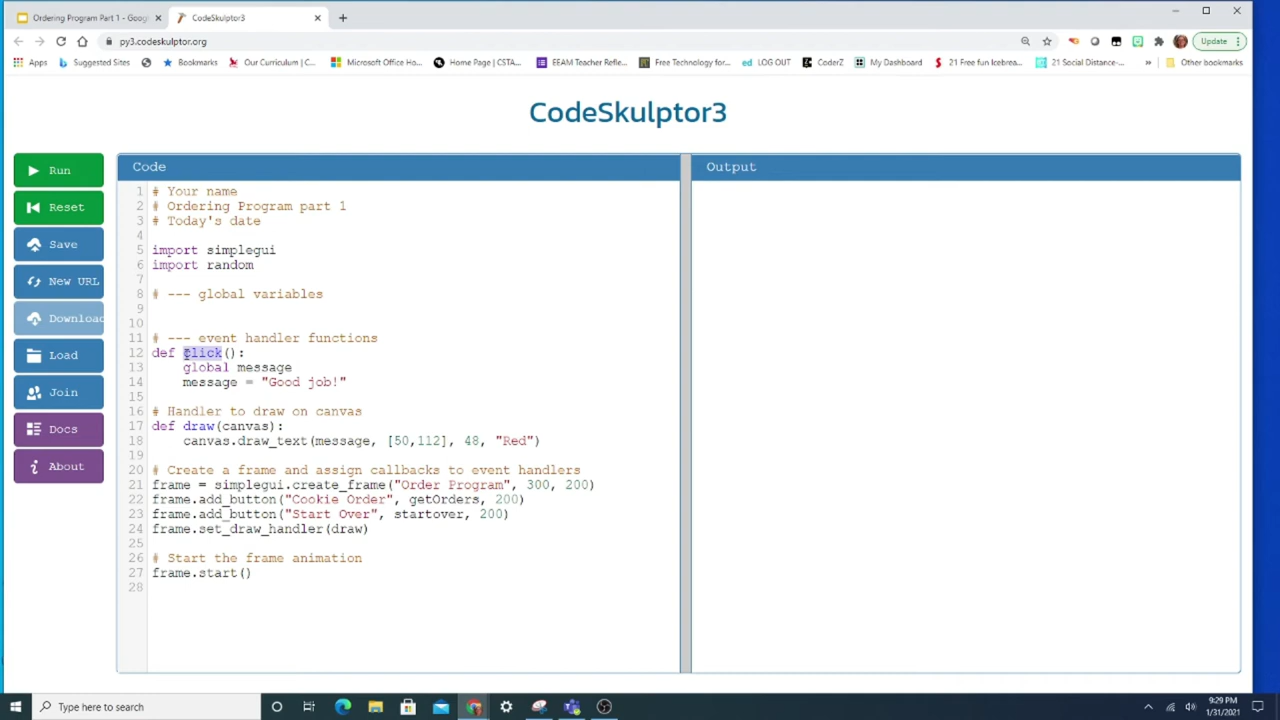 Ordering Program Part 1 - Goog
CodeSkulptor3
py3.codeskulptor.org
Update
Apps
Suggested Sites
Bookmarks
Our Curriculum | C...
Microsoft Office Ho...
Home Page | CSTA...
EEAM Teacher Refle...
Free Technology for...
ed LOG OUT
CoderZ
My Dashboard
21 Free fun Icebrea...
21 Social Distance-...
»
Other bookmarks
CodeSkulptor3
Run
Reset
Save
New URL
Download
Load
Join
Docs
About
Code
1 # Your name
2 # Ordering Program part 1
3 # Today's date
4
5 import simplegui
6 import random
7
8 # --- global variables
9
10
11 # --- event handler functions
12 def click():
13 global message
14 message = "Good job!"
15
16 # Handler to draw on canvas
17 def draw(canvas):
18 canvas.draw_text(message, [50,112], 48, "Red")
19
20 # Create a frame and assign callbacks to event handlers
21 frame = simplegui.create_frame("Order Program", 300, 200)
22 frame.add_button("Cookie Order", getOrders, 200)
23 frame.add_button("Start Over", startover, 200)
24 frame.set_draw_handler(draw)
25
26 # Start the frame animation
27 frame.start()
28
Output
Type here to search
9:29 PM
1/31/2021